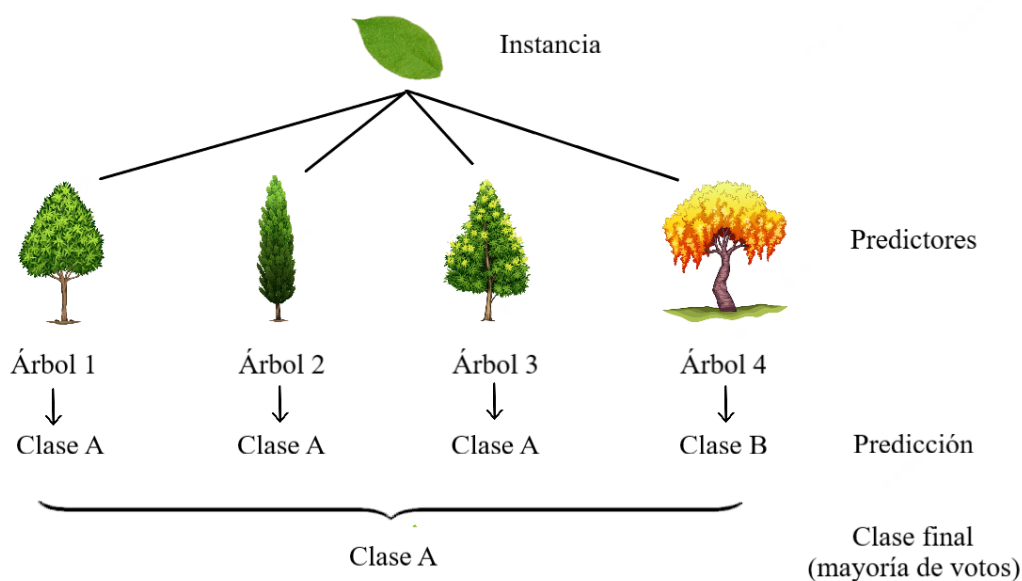 Instancia
Predictores
Árbol 1
Árbol 2
Árbol 3
Árbol 4
Clase A
Clase A
Clase A
Clase B
Predicción
Clase A
Clase final
(mayoría de votos)